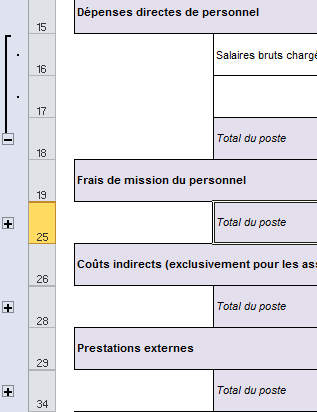 15 Dépenses directes de personnel
16 Salaires bruts chargé
17
18 Total du poste
19 Frais de mission du personnel
25 Total du poste
26 Coûts indirects (exclusivement pour les ass
28 Total du poste
29 Prestations externes
34 Total du poste